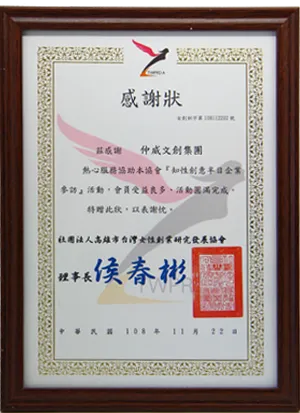 TWFRDA
感謝狀
茲感謝 仲威文創集團
熱心服務協助本協會『知性創意半日企業
參訪』活動，會員受益良多，活動圓滿完成，
特贈此狀，以表謝忱。
社團法人高雄市台灣女性創業研究發展協會
理事長 侯春彬
中華民國 108 年 11 月 22 日